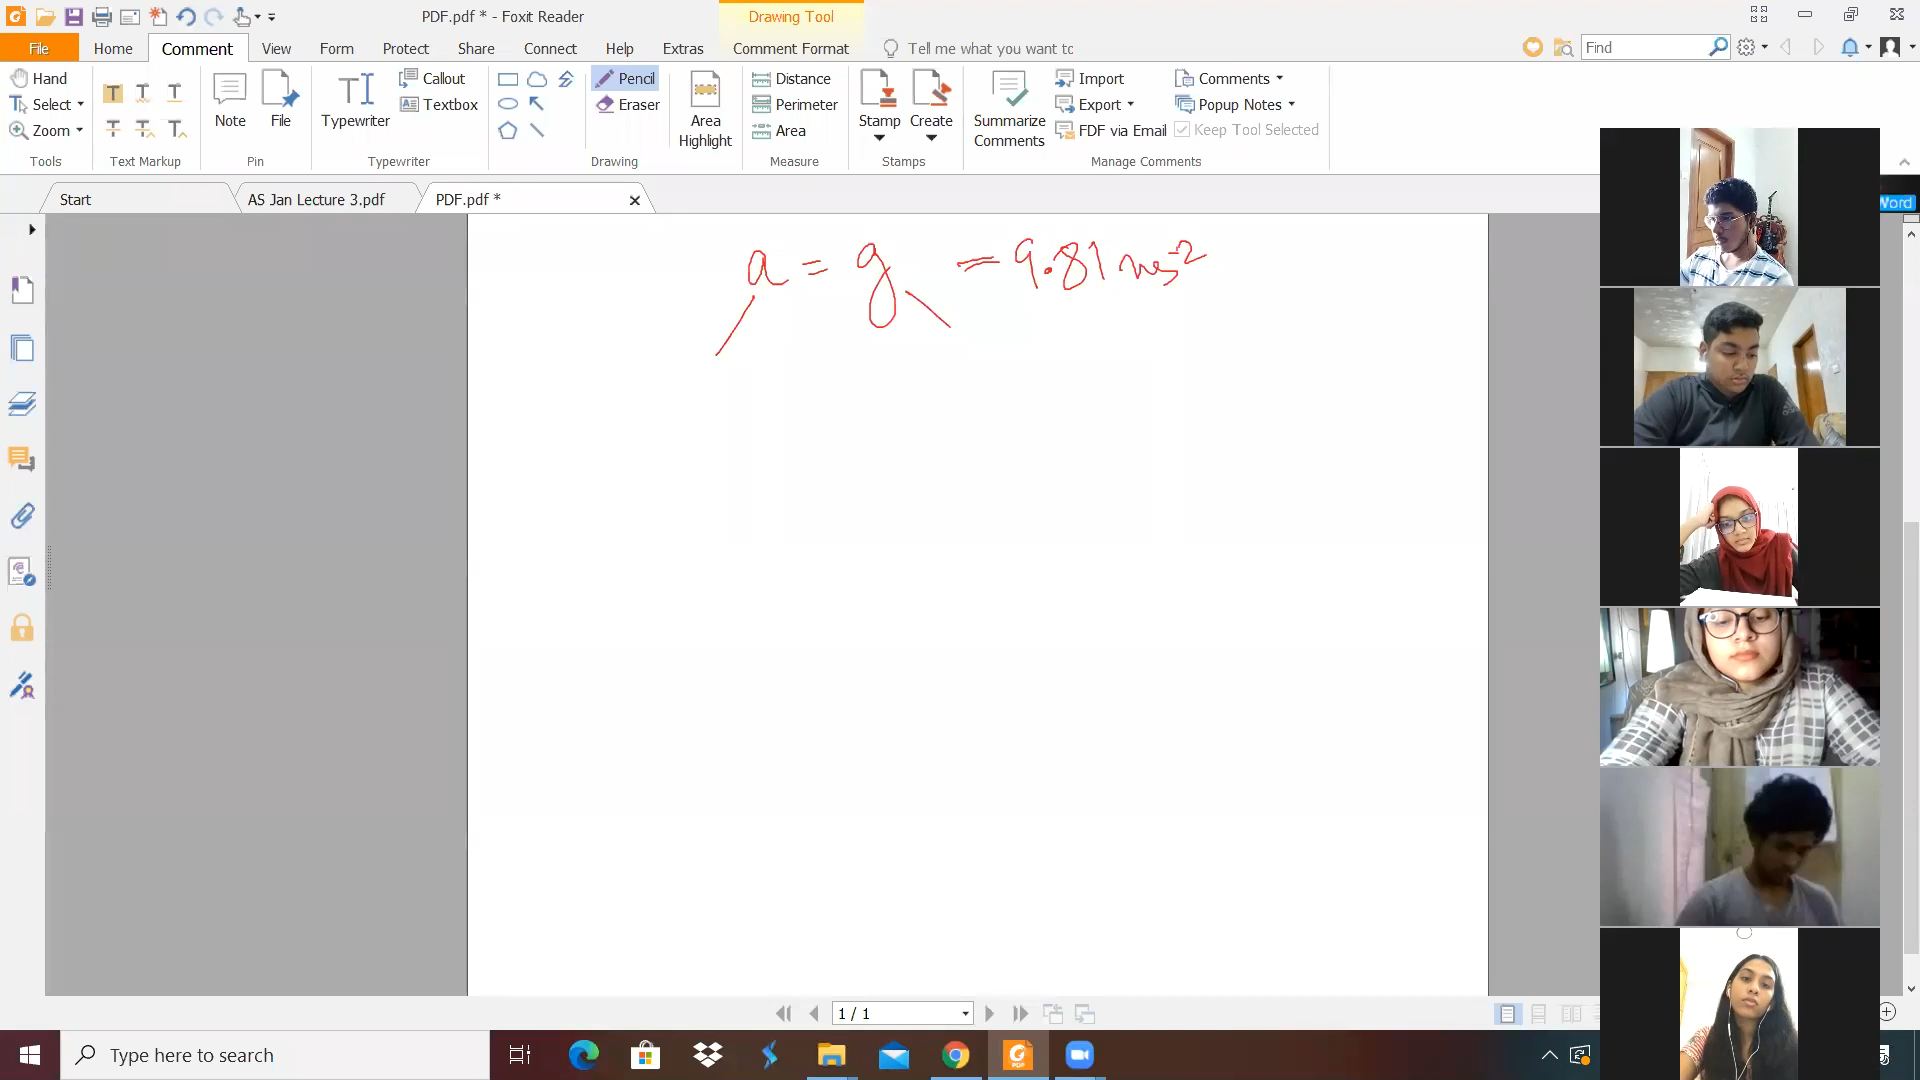 PDF.pdf * - Foxit Reader
Drawing Tool
File Home Comment View Form Protect Share Connect Help Extras Comment Format Tell me what you want to Find
Hand
Select
Zoom
Tools
Text Markup
Note
File
Pin
Typewriter
Callout
Textbox
Typewriter
Pencil
Eraser
Drawing
Area
Highlight
Distance
Perimeter
Area
Measure
Stamp
Create
Stamps
Summarize
Comments
Import
Export
FDF via Email
Comments
Popup Notes
Keep Tool Selected
Manage Comments
Word
Start
AS Jan Lecture 3.pdf
PDF.pdf *
a = g = 9.81 ms⁻²
1 / 1
Type here to search